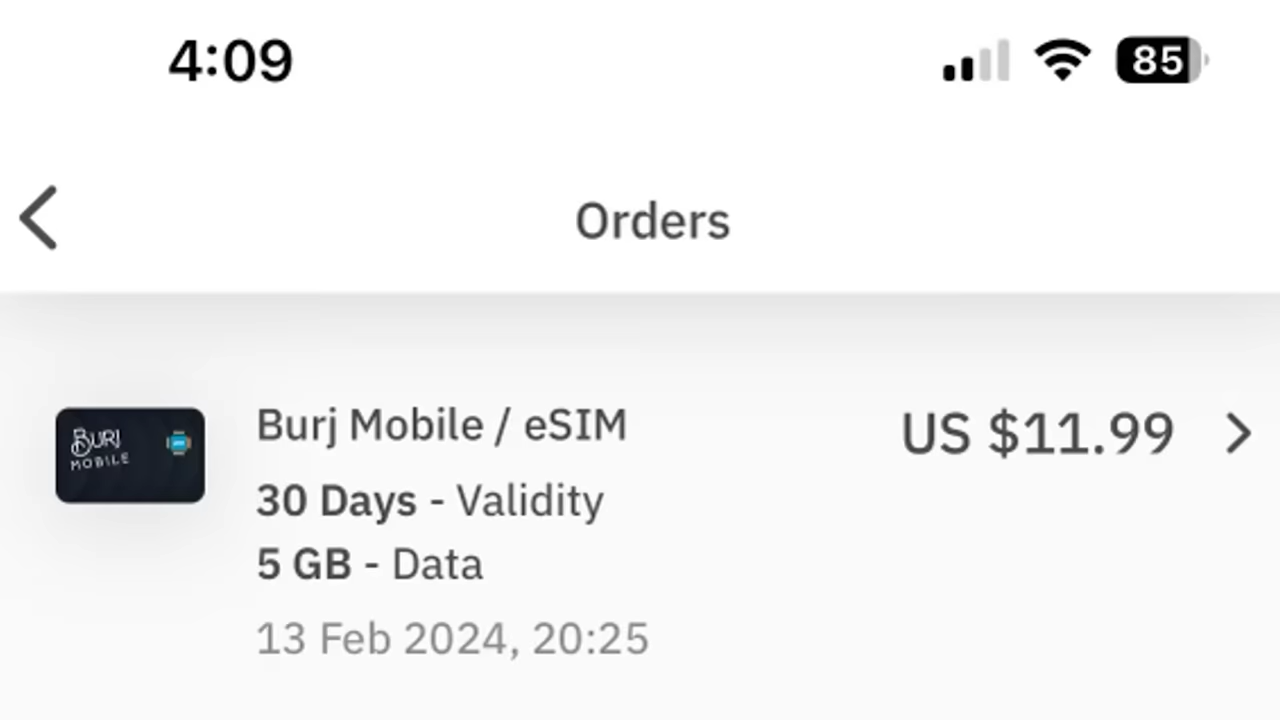 4:09
85
Orders
BURJ
MOBILE
Burj Mobile / eSIM
US $11.99
30 Days - Validity
5 GB - Data
13 Feb 2024, 20:25